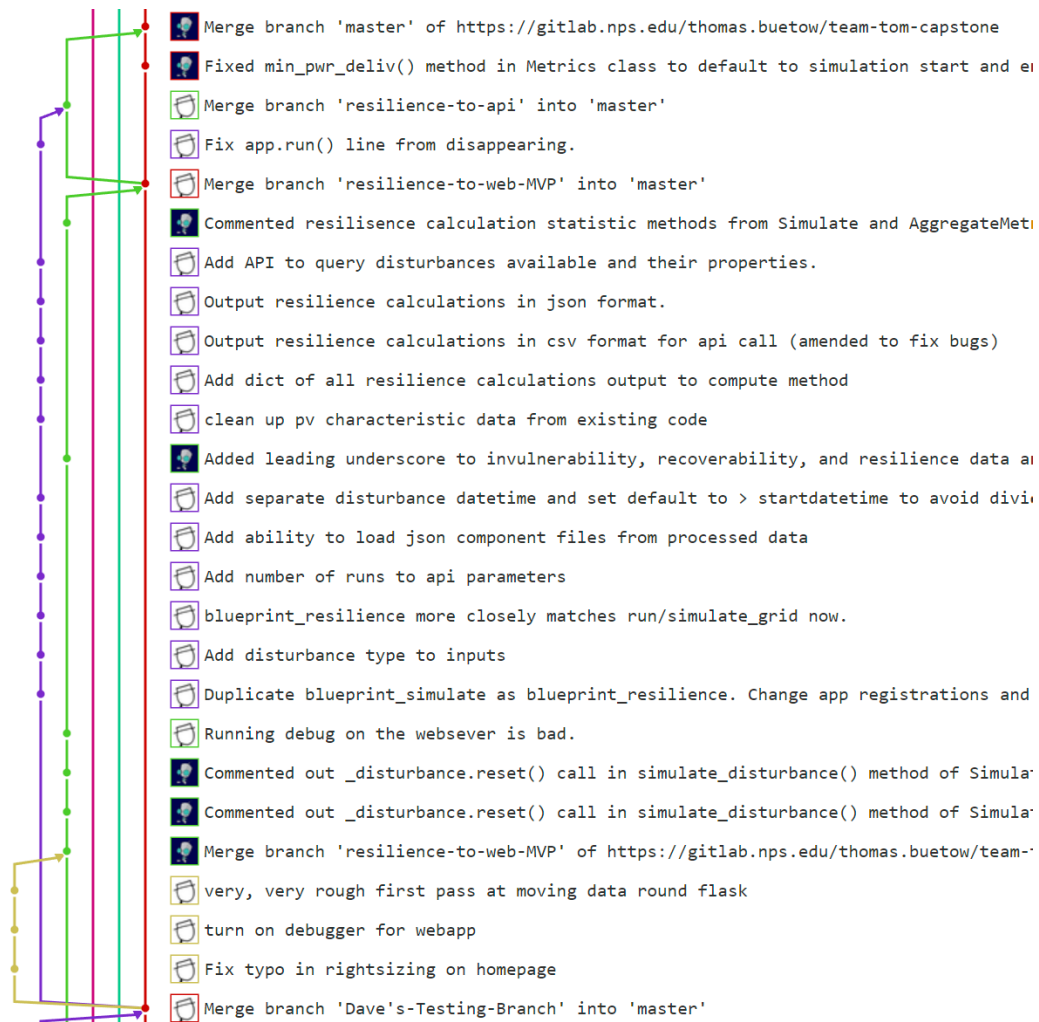 Merge branch 'master' of https://gitlab.nps.edu/thomas.buetow/team-tom-capstone
Fixed min_pwr_deliv() method in Metrics class to default to simulation start and
Merge branch 'resilience-to-api' into 'master'
Fix app.run() line from disappearing.
Merge branch 'resilience-to-web-MVP' into 'master'
Commented resilisence calculation statistic methods from Simulate and
Add API to query disturbances available and their properties.
Output resilience calculations in json format.
Output resilience calculations in csv format for api call (amended to fix bugs)
Add dict of all resilience calculations output to compute method
clean up pv characteristic data from existing code
Added leading underscore to invulnerability, recoverability, and resilience data
Add separate disturbance datetime and set default to > startdatetime to avoid
Add ability to load json component files from processed data
Add number of runs to api parameters
blueprint_resilience more closely matches run/simulate_grid now.
Add disturbance type to inputs
Duplicate blueprint_simulate as blueprint_resilience. Change app registrations and
Running debug on the websever is bad.
Commented out _disturbance.reset() call in simulate_disturbance() method of
Commented out _disturbance.reset() call in simulate_disturbance() method of
Merge branch 'resilience-to-web-MVP' of https://gitlab.nps.edu/thomas.buetow/team-
very, very rough first pass at moving data round flask
turn on debugger for webapp
Fix typo in rightsizing on homepage
Merge branch 'Dave's-Testing-Branch' into 'master'